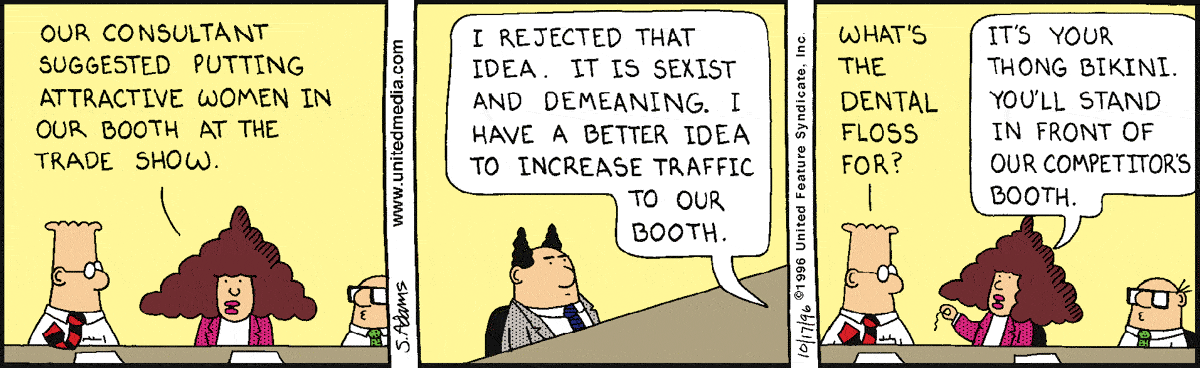 OUR CONSULTANT
SUGGESTED PUTTING
ATTRACTIVE WOMEN IN
OUR BOOTH AT THE
TRADE SHOW.
www.unitedmedia.com
S. Adams
I REJECTED THAT
IDEA. IT IS SEXIST
AND DEMEANING. I
HAVE A BETTER IDEA
TO INCREASE TRAFFIC
TO OUR
BOOTH.
10/17/96 ©1996 United Feature Syndicate, Inc.
WHAT'S
THE
DENTAL
FLOSS
FOR?
IT'S YOUR
THONG BIKINI.
YOU'LL STAND
IN FRONT OF
OUR COMPETITOR'S
BOOTH.